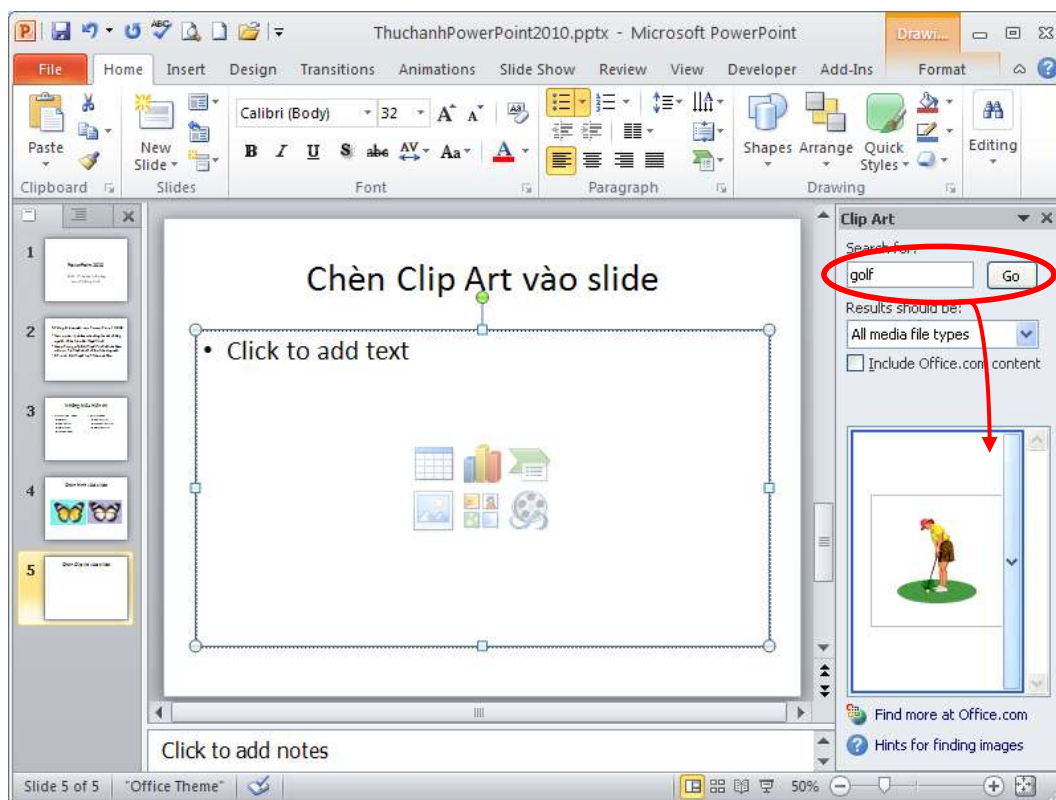 ThuchanhPowerPoint2010.pptx - Microsoft PowerPoint
Drawi...
File Home Insert Design Transitions Animations Slide Show Review View Developer Add-Ins Format
Calibri (Body) 32
Paste
New Slide
B I U S abc AV Aa A
Shapes Arrange Quick Styles
Editing
Clipboard Slides Font Paragraph Drawing
Clip Art
Search for:
golf Go
Results should be:
All media file types
Include Office.com content
1
2
3
4
5
Chèn Clip Art vào slide
• Click to add text
Find more at Office.com
Hints for finding images
Click to add notes
Slide 5 of 5 "Office Theme" 50%